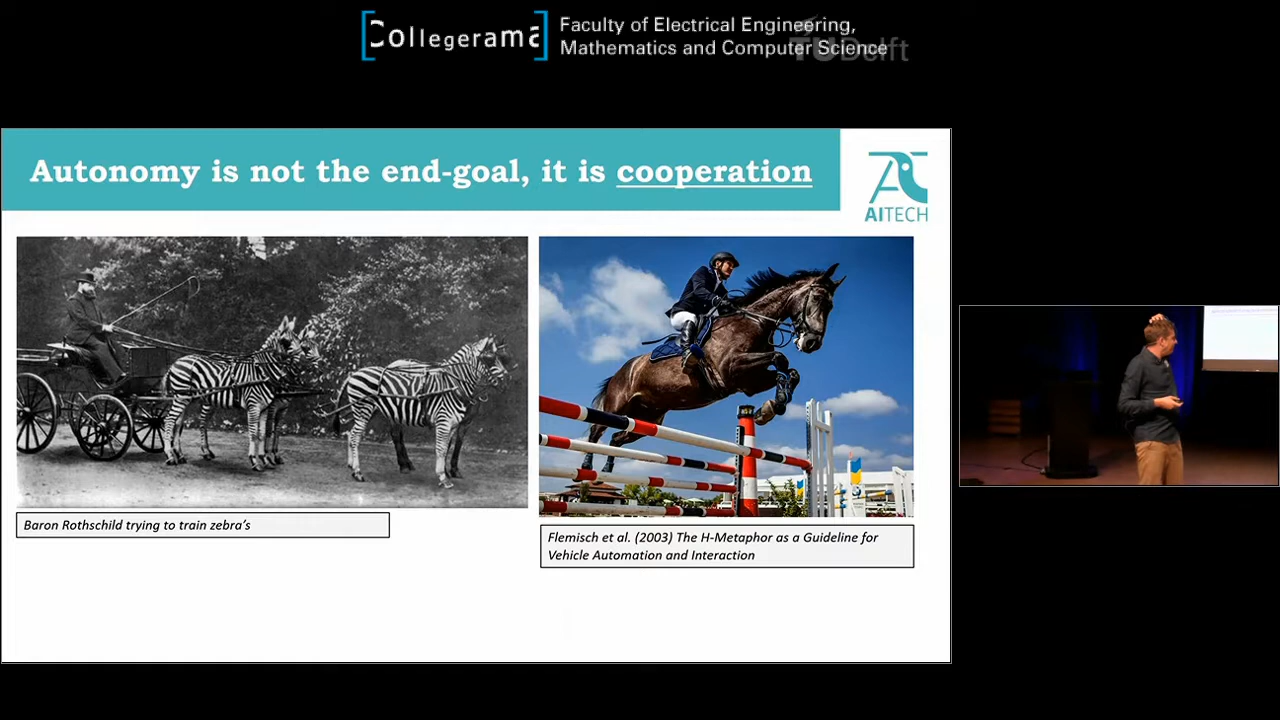 Collegerama
Faculty of Electrical Engineering,
Mathematics and Computer Science
TUDelft
Autonomy is not the end-goal, it is cooperation
AITECH
Baron Rothschild trying to train zebra's
Flemisch et al. (2003) The H-Metaphor as a Guideline for
Vehicle Automation and Interaction